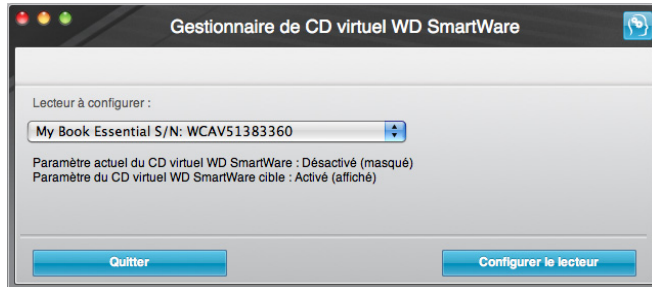 Gestionnaire de CD virtuel WD SmartWare
Lecteur à configurer :
My Book Essential S/N: WCAV51383360
Paramètre actuel du CD virtuel WD SmartWare : Désactivé (masqué)
Paramètre du CD virtuel WD SmartWare cible : Activé (affiché)
Quitter
Configurer le lecteur